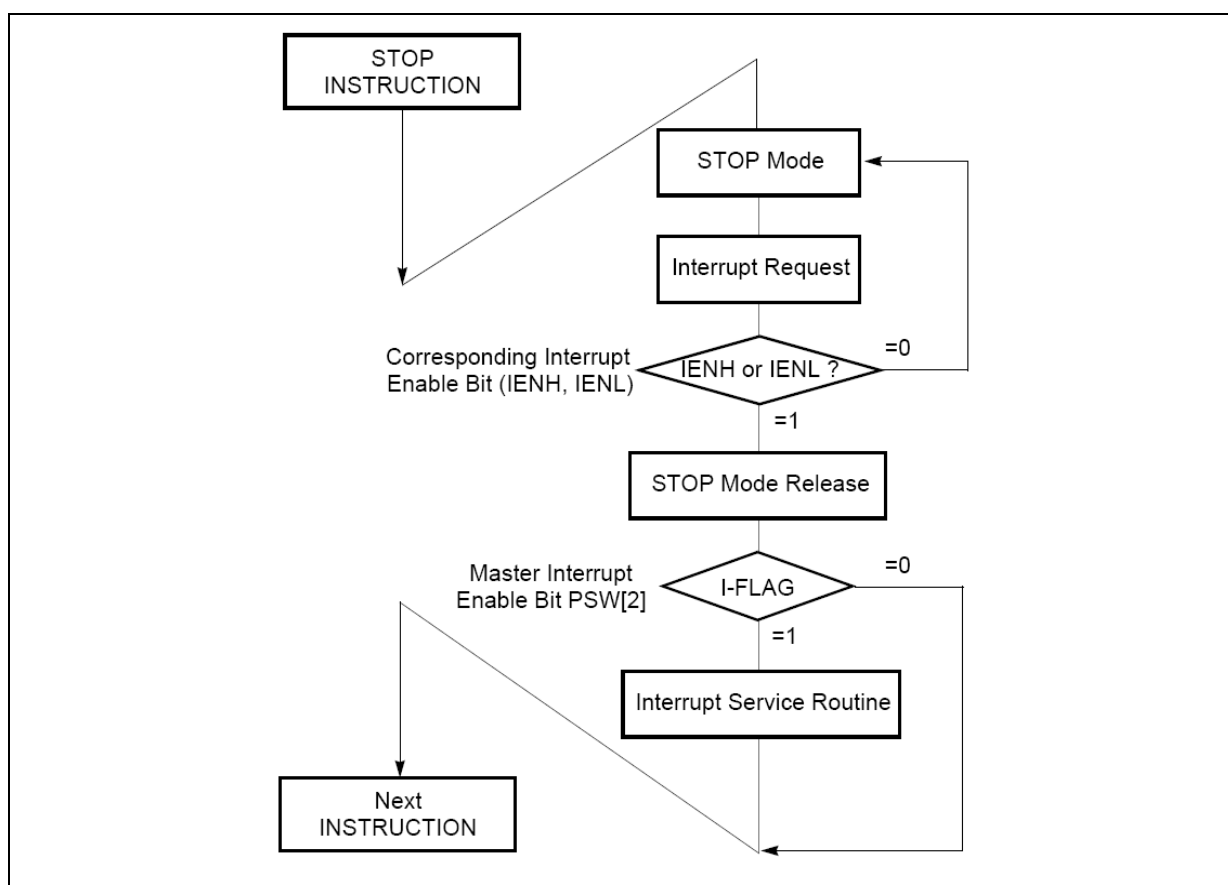 STOP
INSTRUCTION
STOP Mode
Interrupt Request
Corresponding Interrupt
Enable Bit (IENH, IENL)
IENH or IENL ?
=0
=1
STOP Mode Release
Master Interrupt
Enable Bit PSW[2]
I-FLAG
=0
=1
Interrupt Service Routine
Next
INSTRUCTION